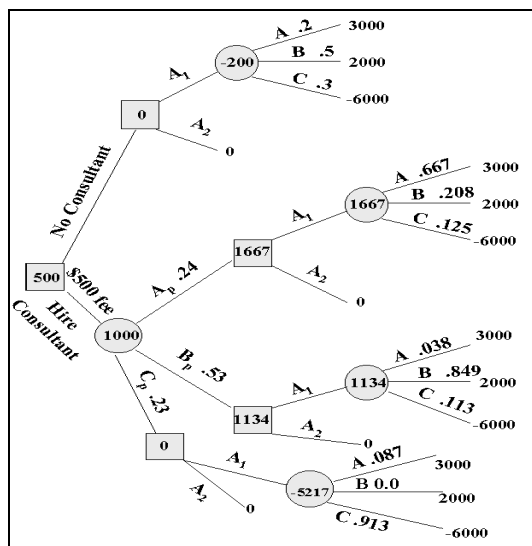 A .2 3000
B .5 2000
C .3 -6000
A₁
-200
0
A₂
0
No Consultant
500
$500 fee
Hire
Consultant
1000
Aₚ .24
1667
A₁
1667
A .667 3000
B .208 2000
C .125 -6000
A₂
0
Bₚ .53
1134
A₁
1134
A .038 3000
B .849 2000
C .113 -6000
A₂
0
Cₚ .23
0
A₁
-5217
A .087 3000
B 0.0 2000
C .913 -6000
A₂
0